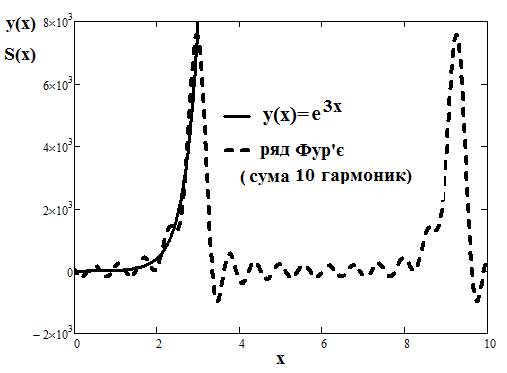 y(x)
S(x)
8×10³
6×10³
4×10³
2×10³
0
−2×10³
y(x)=e^3x
ряд Фур'є
( сума 10 гармоник)
0 2 4 6 8 10
x